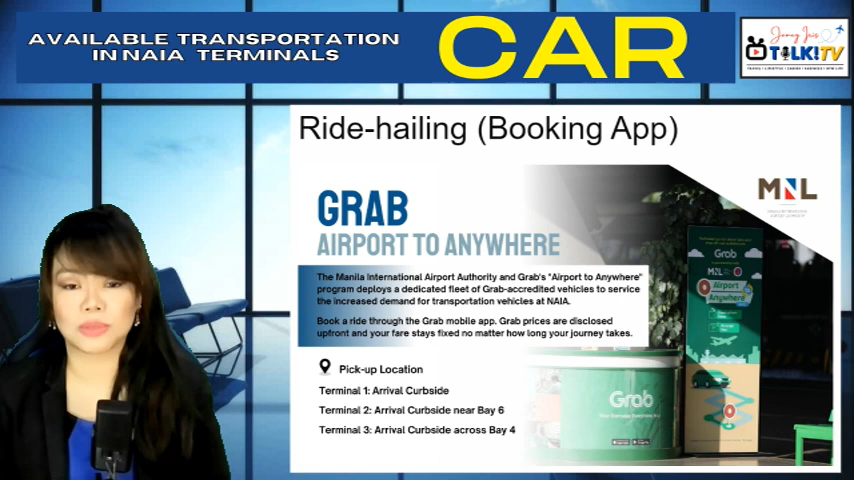 AVAILABLE TRANSPORTATION
IN NAIA TERMINALS
CAR
TALK!TV
Ride-hailing (Booking App)
GRAB
AIRPORT TO ANYWHERE
MNL
The Manila International Airport Authority and Grab's "Airport to Anywhere"
program deploys a dedicated fleet of Grab-accredited vehicles to service
the increased demand for transportation vehicles at NAIA.
Book a ride through the Grab mobile app. Grab prices are disclosed
upfront and your fare stays fixed no matter how long your journey takes.
Pick-up Location
Terminal 1: Arrival Curbside
Terminal 2: Arrival Curbside near Bay 6
Terminal 3: Arrival Curbside across Bay 4
Grab
MNL
Airport
Anywhere
Grab